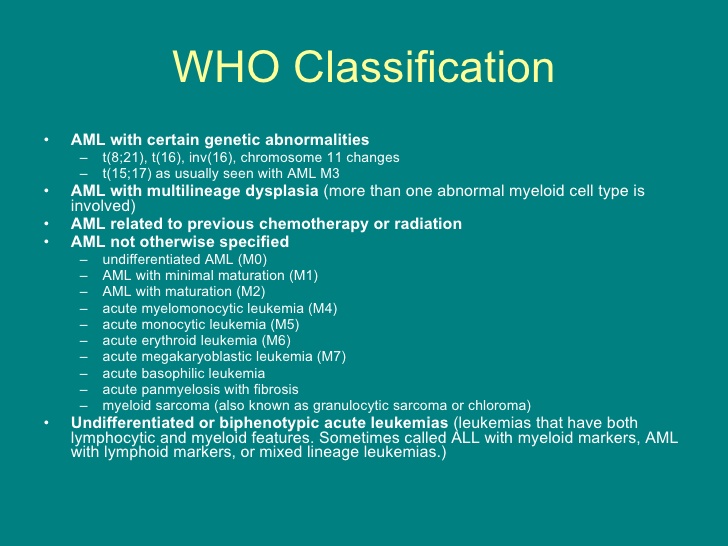 WHO Classification
• AML with certain genetic abnormalities
– t(8;21), t(16), inv(16), chromosome 11 changes
– t(15;17) as usually seen with AML M3
• AML with multilineage dysplasia (more than one abnormal myeloid cell type is
involved)
• AML related to previous chemotherapy or radiation
• AML not otherwise specified
– undifferentiated AML (M0)
– AML with minimal maturation (M1)
– AML with maturation (M2)
– acute myelomonocytic leukemia (M4)
– acute monocytic leukemia (M5)
– acute erythroid leukemia (M6)
– acute megakaryoblastic leukemia (M7)
– acute basophilic leukemia
– acute panmyelosis with fibrosis
– myeloid sarcoma (also known as granulocytic sarcoma or chloroma)
• Undifferentiated or biphenotypic acute leukemias (leukemias that have both
lymphocytic and myeloid features. Sometimes called ALL with myeloid markers, AML
with lymphoid markers, or mixed lineage leukemias.)